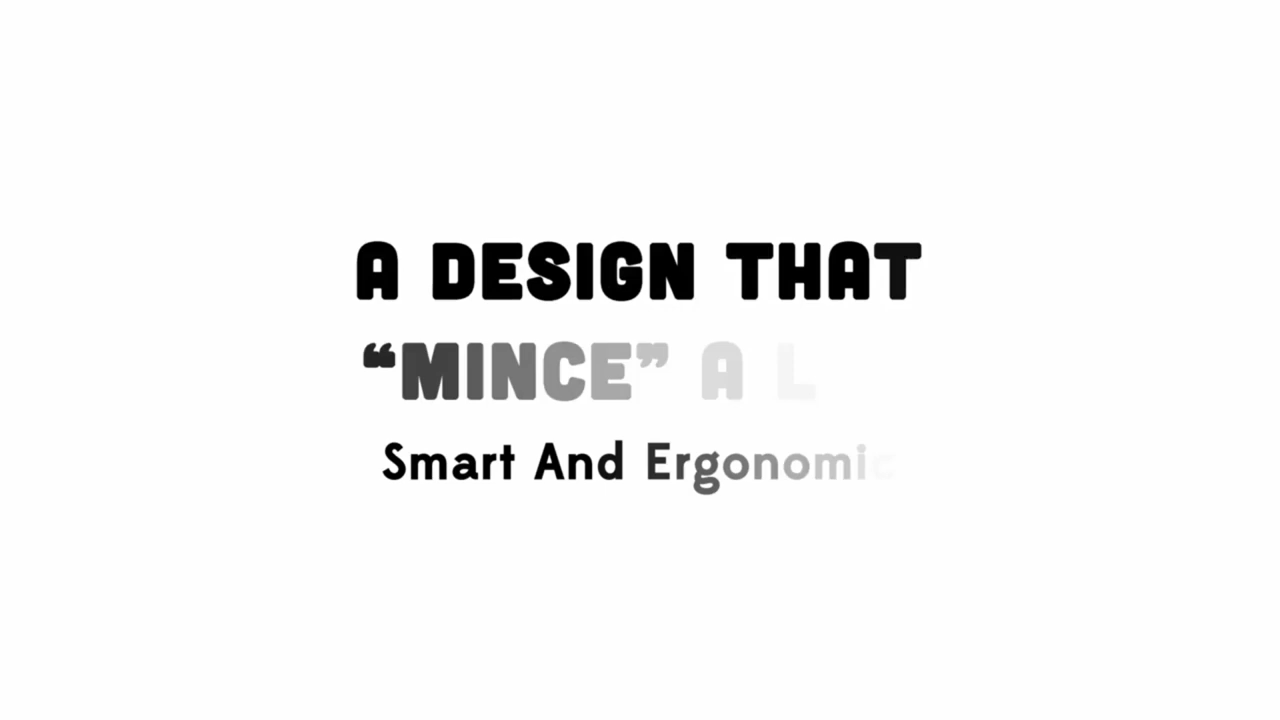 A DESIGN THAT
“MINCE” A L
Smart And Ergonomic